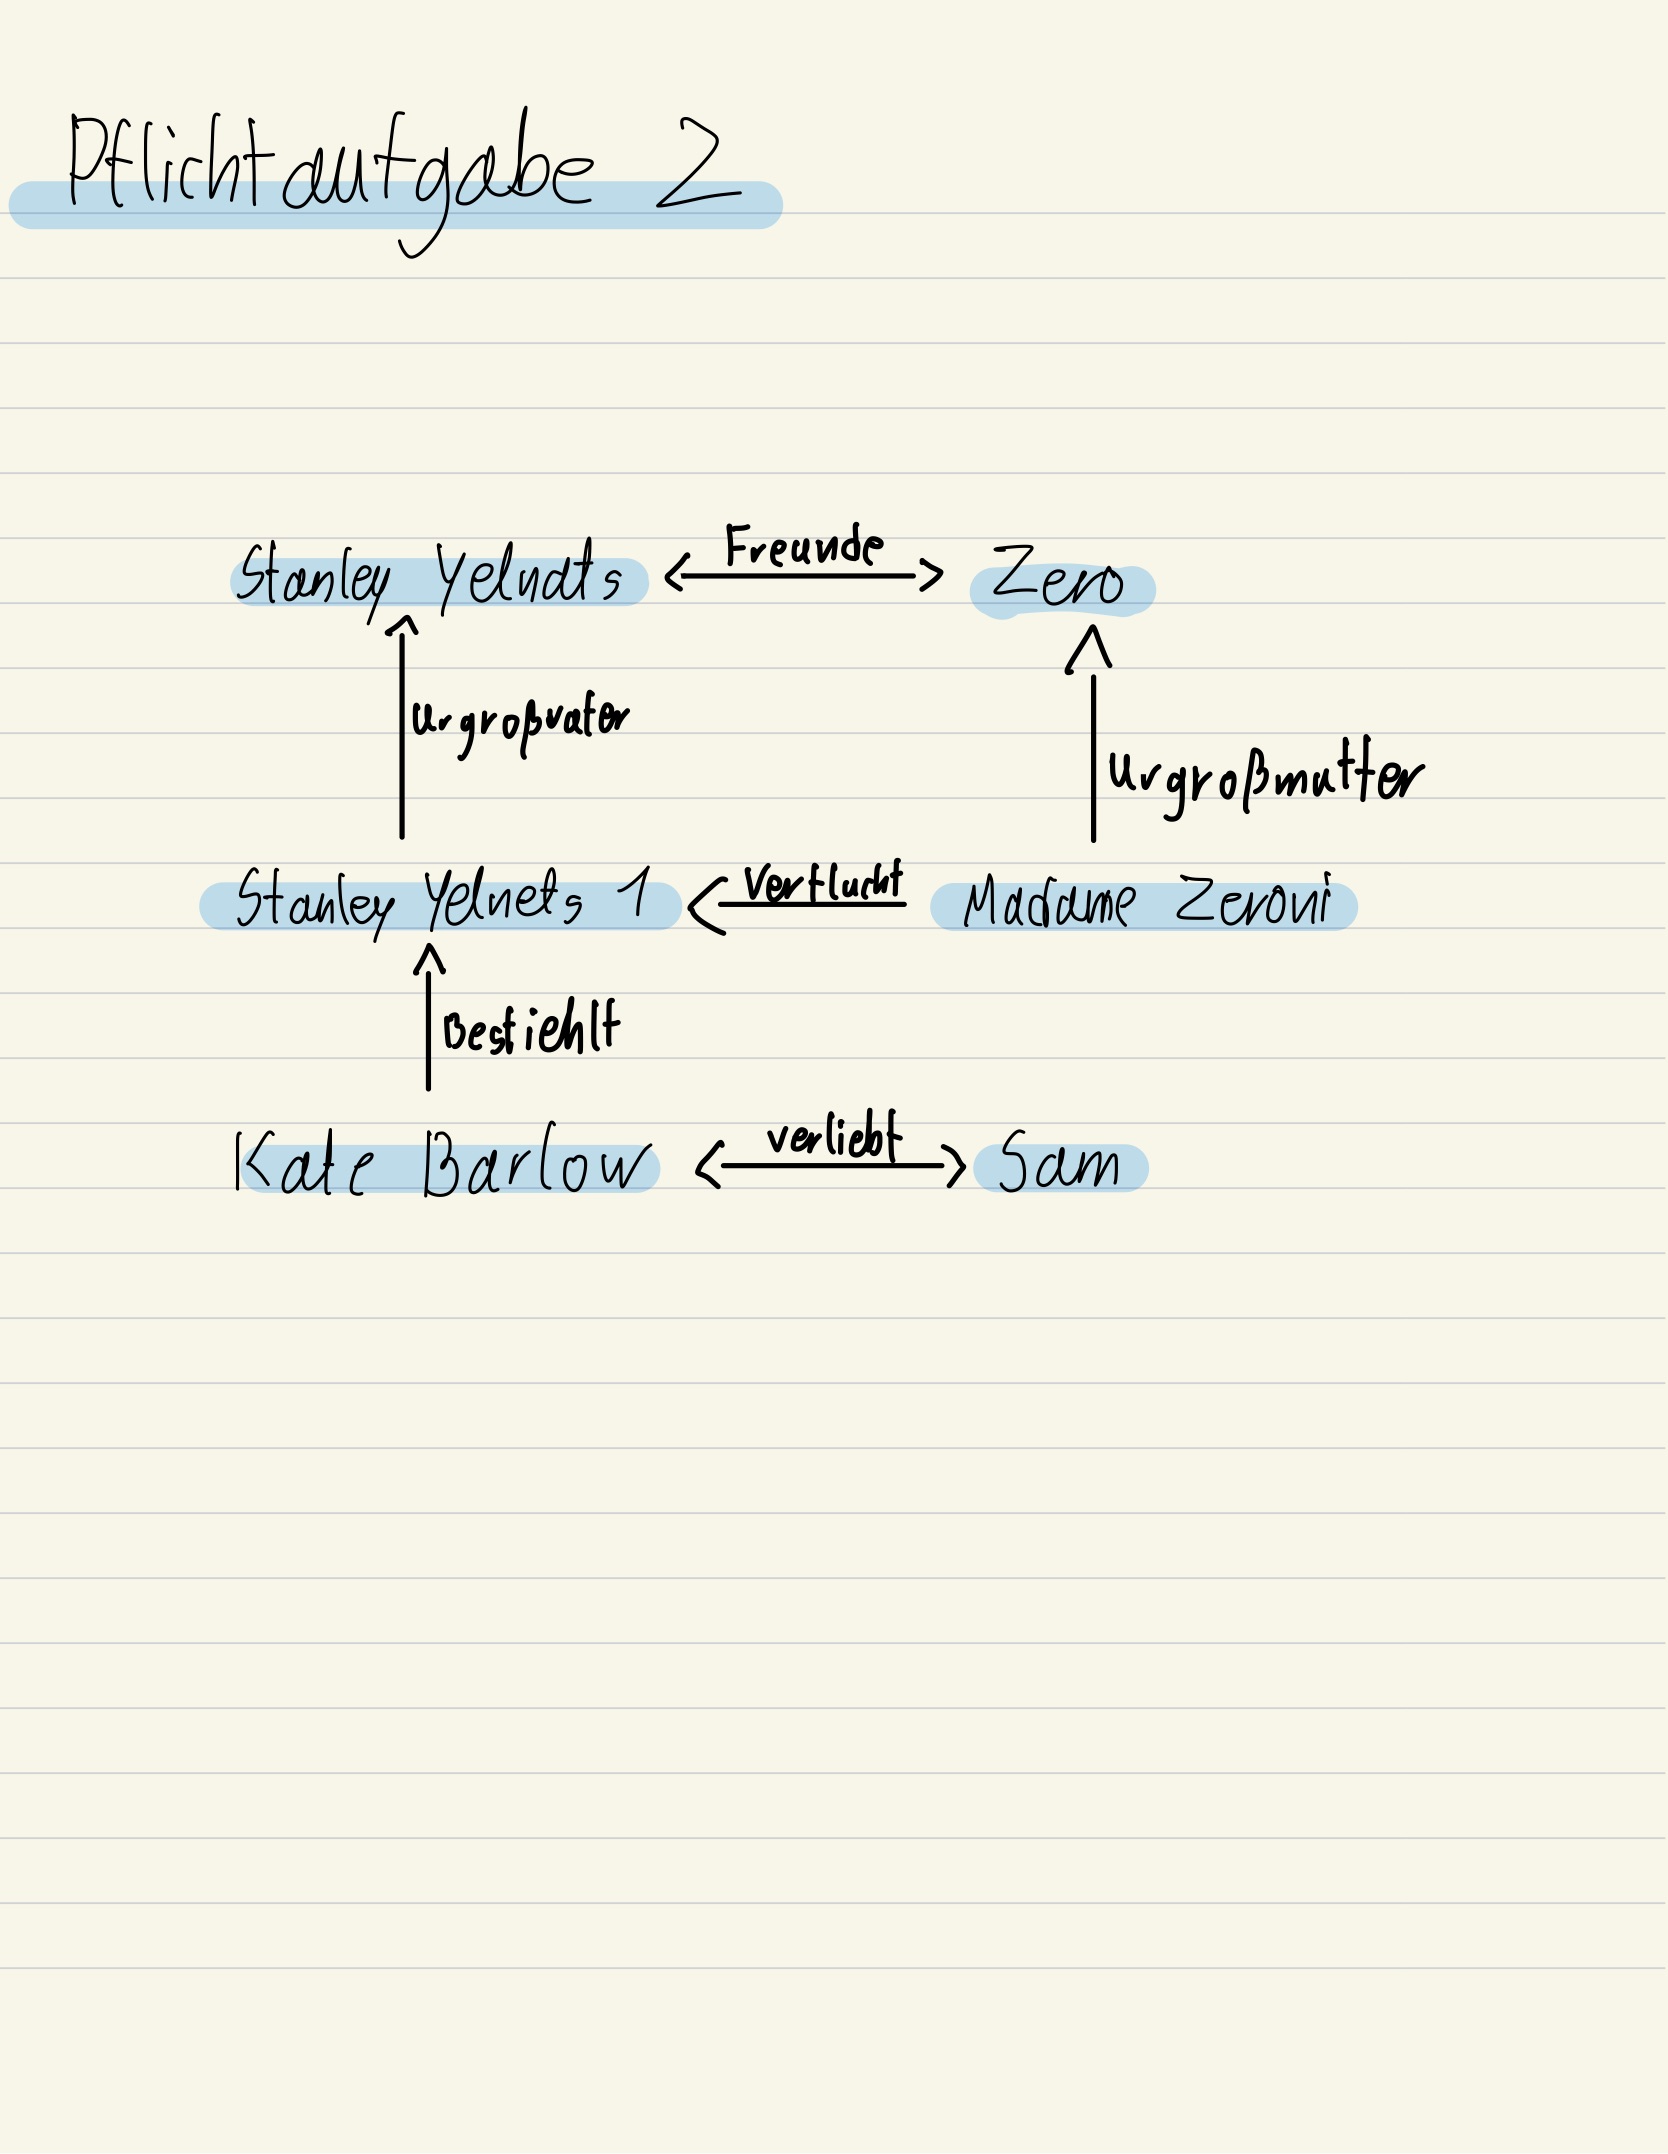 Pflichtaufgabe 2
Freunde
Stanley Yelnats Zero
Urgroßvater
Urgroßmutter
Verflucht
Stanley Yelnets 1 Madame Zeroni
Bestiehlt
verliebt
Kate Barlow Sam